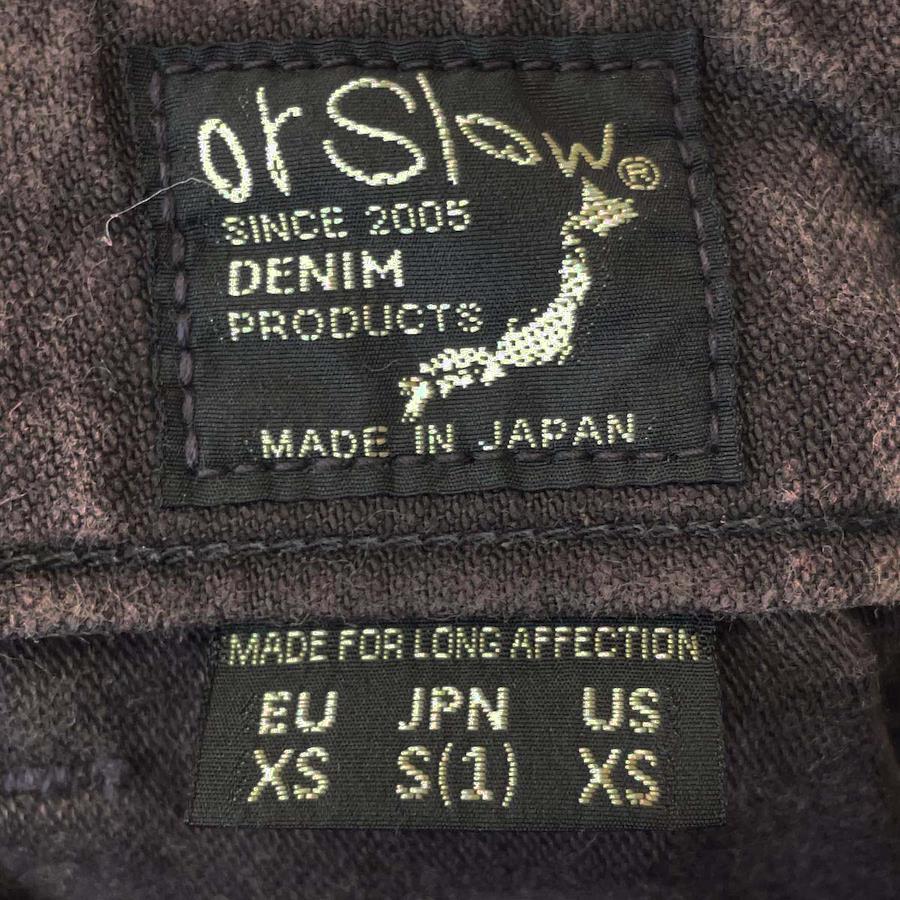 orSlow®
SINCE 2005
DENIM
PRODUCTS
MADE IN JAPAN
MADE FOR LONG AFFECTION
EU JPN US
XS S(1) XS